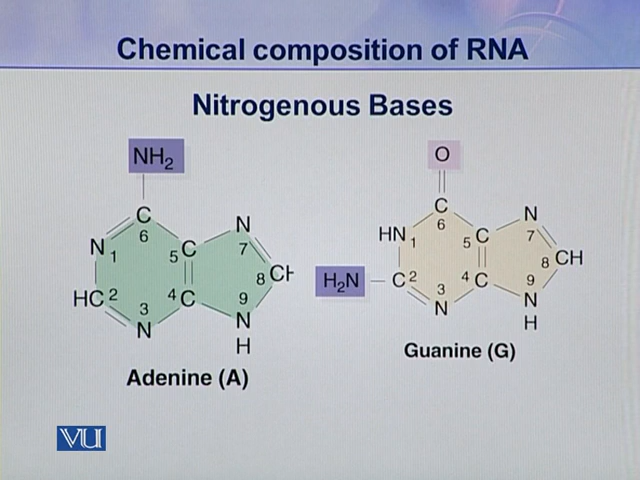 Chemical composition of RNA
Nitrogenous Bases
NH2
C
6
N
N
1
5
C
7
8
CH
HC
2
4
C
9
3
N
N
H
Adenine (A)
O
C
6
N
HN
1
5
C
7
8
CH
H2N
C
2
4
C
3
9
N
N
H
Guanine (G)
VU